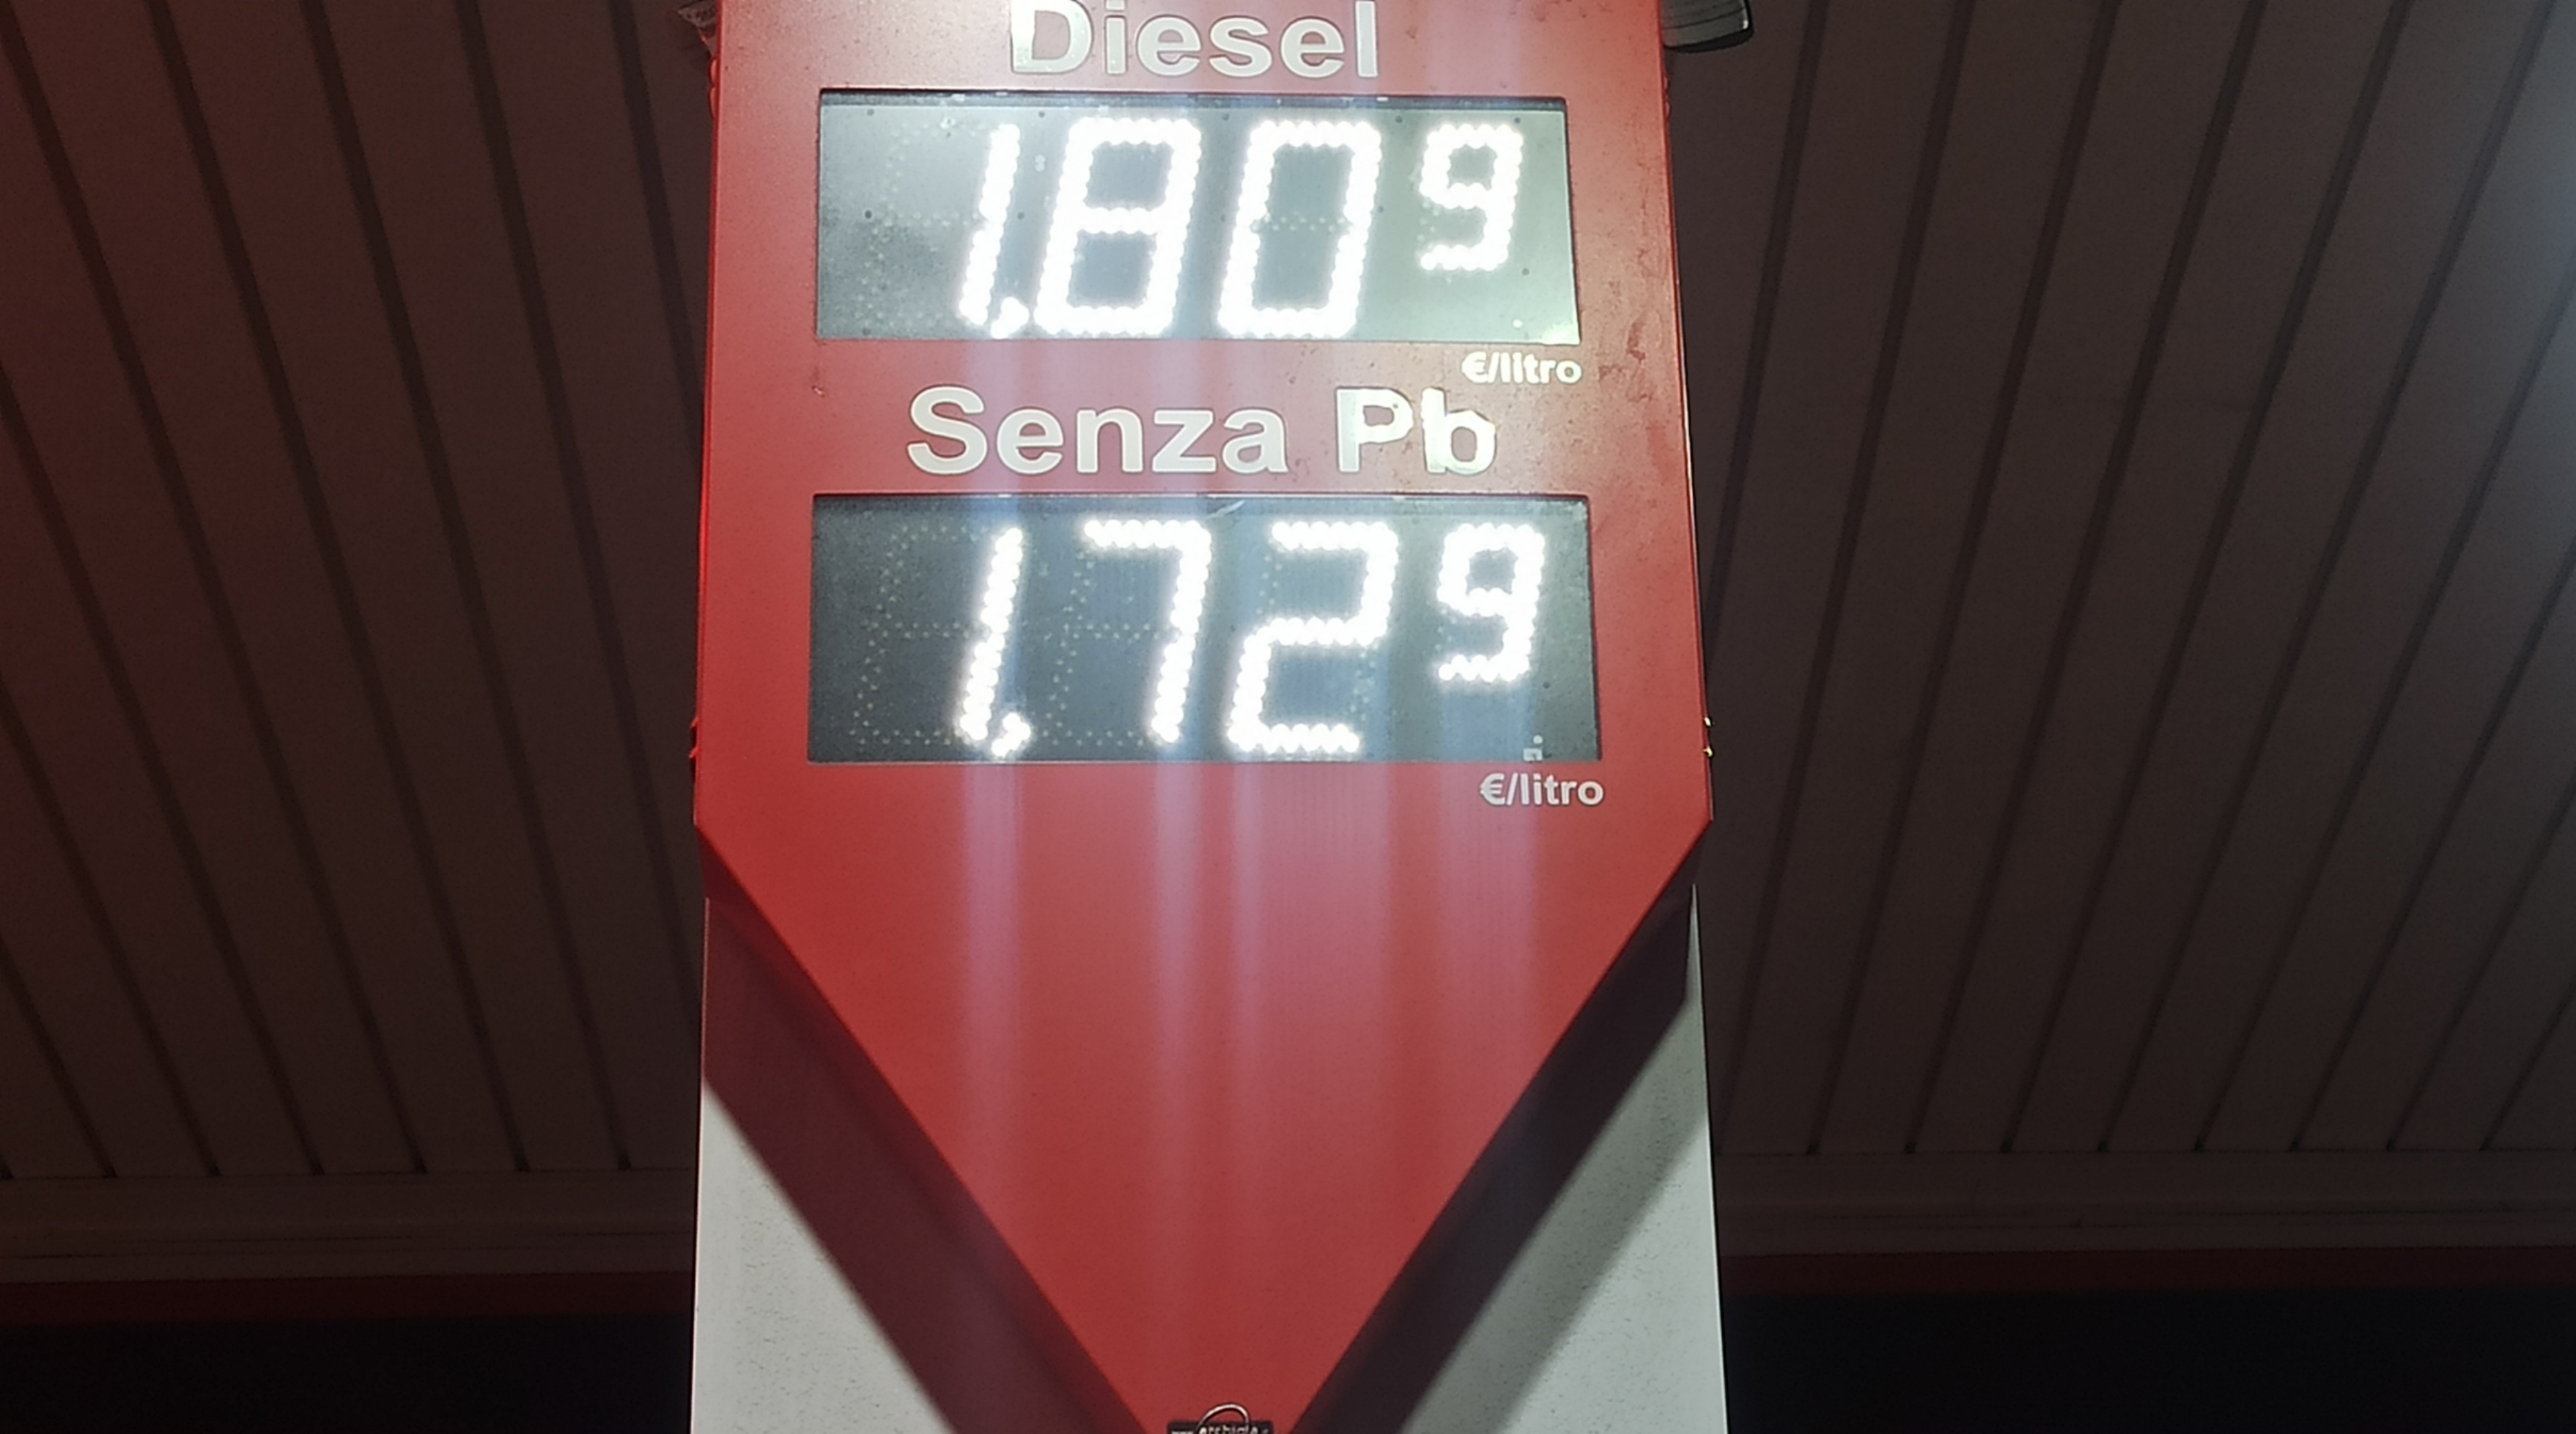 Diesel
1,809
€/litro
Senza Pb
1,729
€/litro